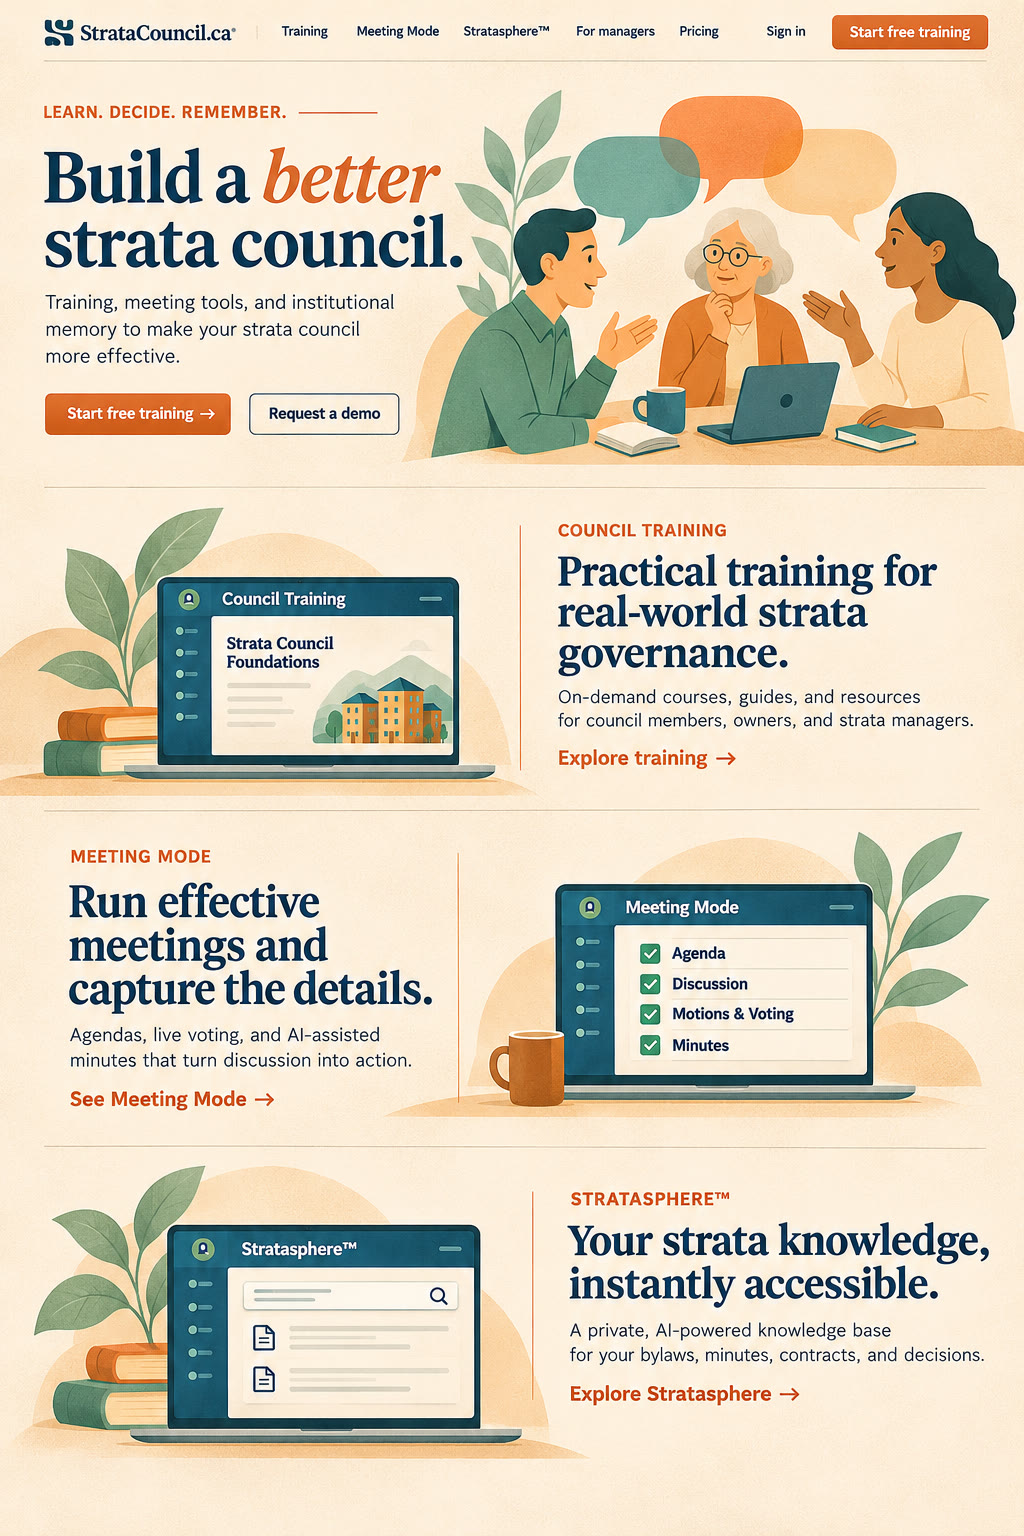 StrataCouncil.ca
Training
Meeting Mode
Stratasphere™
For managers
Pricing
Sign in
Start free training
LEARN. DECIDE. REMEMBER.
Build a better
strata council.
Training, meeting tools, and institutional
memory to make your strata council
more effective.
Start free training →
Request a demo
Council Training
Strata Council
Foundations
COUNCIL TRAINING
Practical training for
real-world strata
governance.
On-demand courses, guides, and resources
for council members, owners, and strata managers.
Explore training →
MEETING MODE
Run effective
meetings and
capture the details.
Agendas, live voting, and AI-assisted
minutes that turn discussion into action.
See Meeting Mode →
Meeting Mode
Agenda
Discussion
Motions & Voting
Minutes
Stratasphere™
STRATASPHERE™
Your strata knowledge,
instantly accessible.
A private, AI-powered knowledge base
for your bylaws, minutes, contracts, and decisions.
Explore Stratasphere →